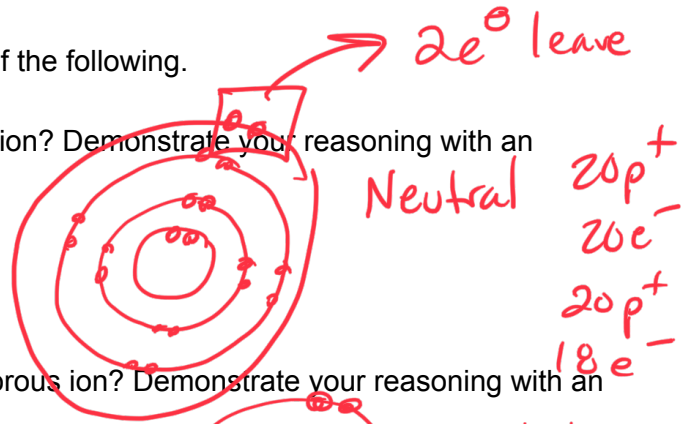 2e⊖ leave
f the following.
ion? Demonstrate your reasoning with an
Neutral
20p+
20e-
20p+
18e-
orous ion? Demonstrate your reasoning with an